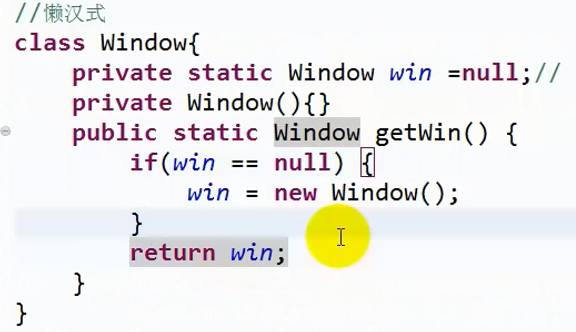 //懒汉式
class Window{
private static Window win =null;//
private Window(){}
public static Window getWin() {
if(win == null) {
win = new Window();
}
return win;
}
}